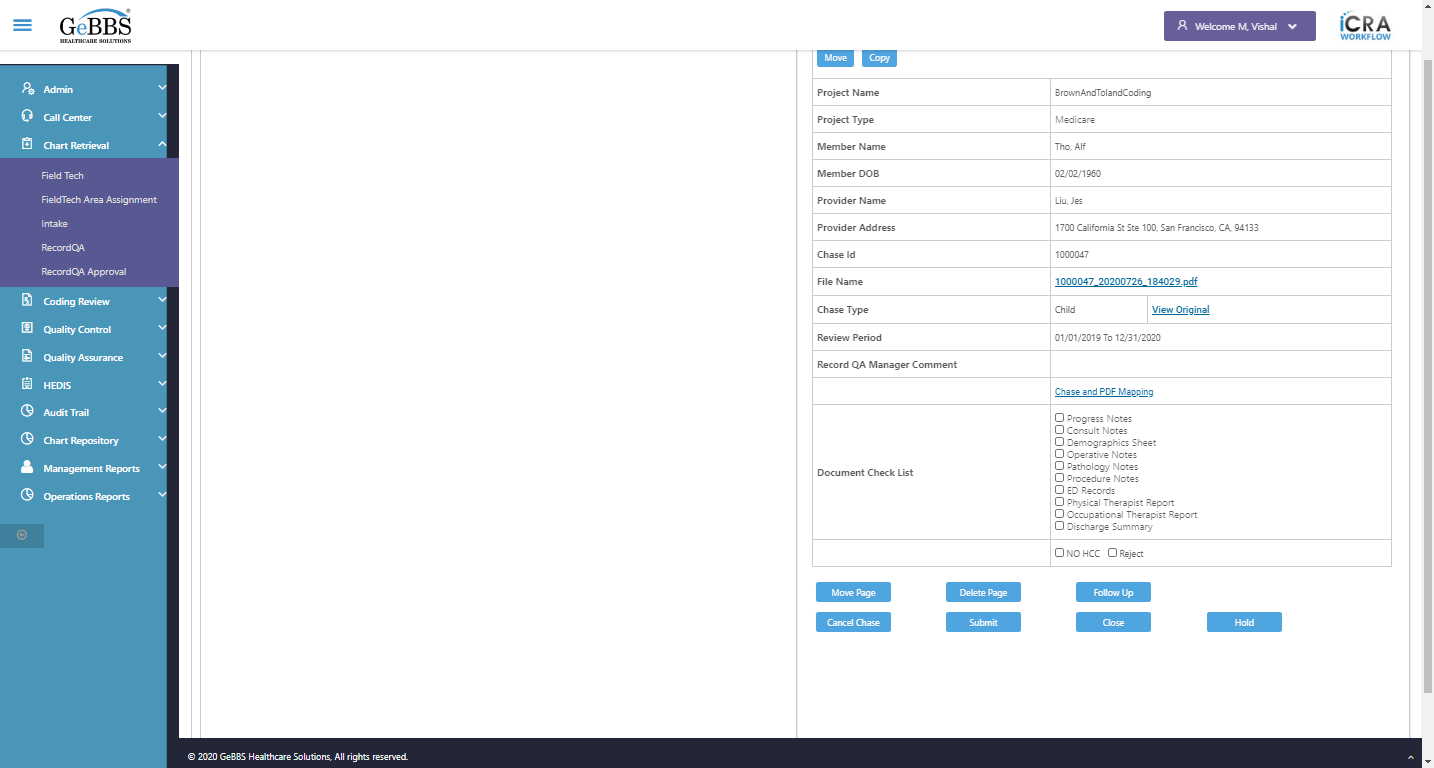 GeBBS
HEALTHCARE SOLUTIONS
Welcome M, Vishal
iCRA
WORKFLOW
Admin
Call Center
Chart Retrieval
Field Tech
FieldTech Area Assignment
Intake
RecordQA
RecordQA Approval
Coding Review
Quality Control
Quality Assurance
HEDIS
Audit Trail
Chart Repository
Management Reports
Operations Reports
Move Copy
Project Name BrownAndTolandCoding
Project Type Medicare
Member Name Tho, Alf
Member DOB 02/02/1960
Provider Name Liu, Jes
Provider Address 1700 California St Ste 100, San Francisco, CA, 94133
Chase Id 1000047
File Name 1000047_20200726_184029.pdf
Chase Type Child View Original
Review Period 01/01/2019 To 12/31/2020
Record QA Manager Comment
Chase and PDF Mapping
Document Check List
Progress Notes
Consult Notes
Demographics Sheet
Operative Notes
Pathology Notes
Procedure Notes
ED Records
Physical Therapist Report
Occupational Therapist Report
Discharge Summary
NO HCC Reject
Move Page Delete Page Follow Up
Cancel Chase Submit Close Hold
© 2020 GeBBS Healthcare Solutions, All rights reserved.